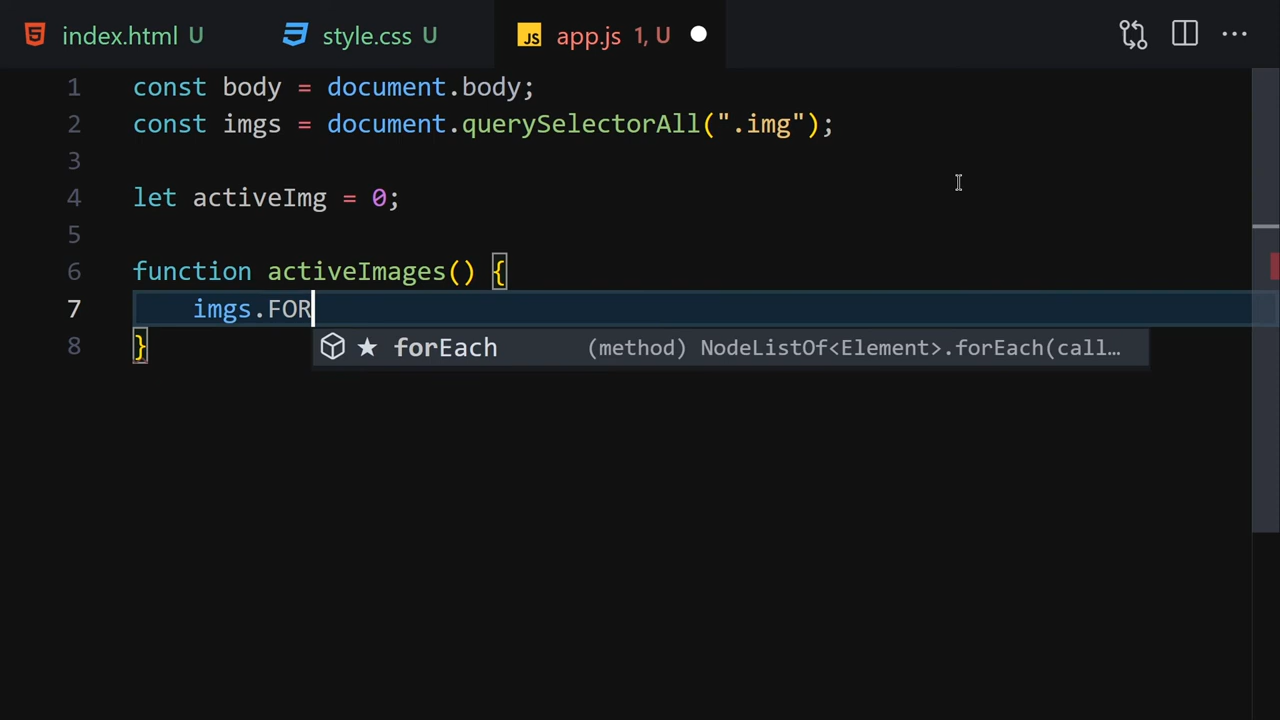 index.html U style.css U JS app.js 1, U
1 const body = document.body;
2 const imgs = document.querySelectorAll(".img");
3
4 let activeImg = 0;
5
6 function activeImages() {
7 imgs.FOR
8 }
forEach (method) NodeListOf<Element>.forEach(call…